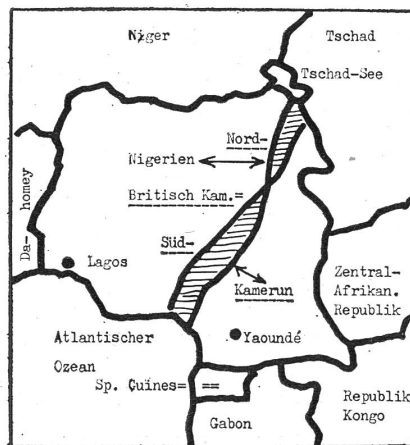 Niger
Tschad
Tschad-See
Nord-
Nigerien
Britisch Kam.=
Da-
homey
Süd-
Lagos
Kamerun
Zentral-
Afrikan.
Republik
Atlantischer
Ozean
Yaoundé
Sp. Guines= ==
Republik
Kongo
Gabon